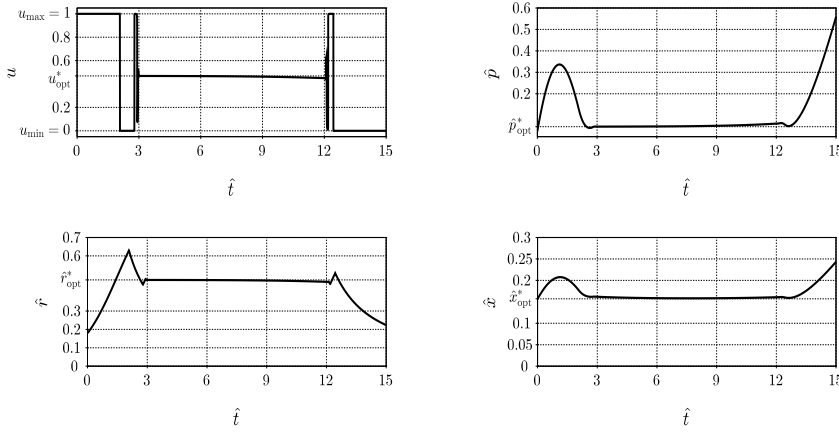 u_max = 1
0.8
0.6
u*_opt
0.2
u_min = 0
u
0 3 6 9 12 15
t̂
0.6
0.5
0.4
0.3
0.2
p̂*_opt
p̂
0 3 6 9 12 15
t̂
0.7
0.6
r̂*_opt
0.3
0.2
0.1
0
r̂
0 3 6 9 12 15
t̂
0.3
0.25
0.2
x̂*_opt
0.1
0.05
0
x̂
0 3 6 9 12 15
t̂